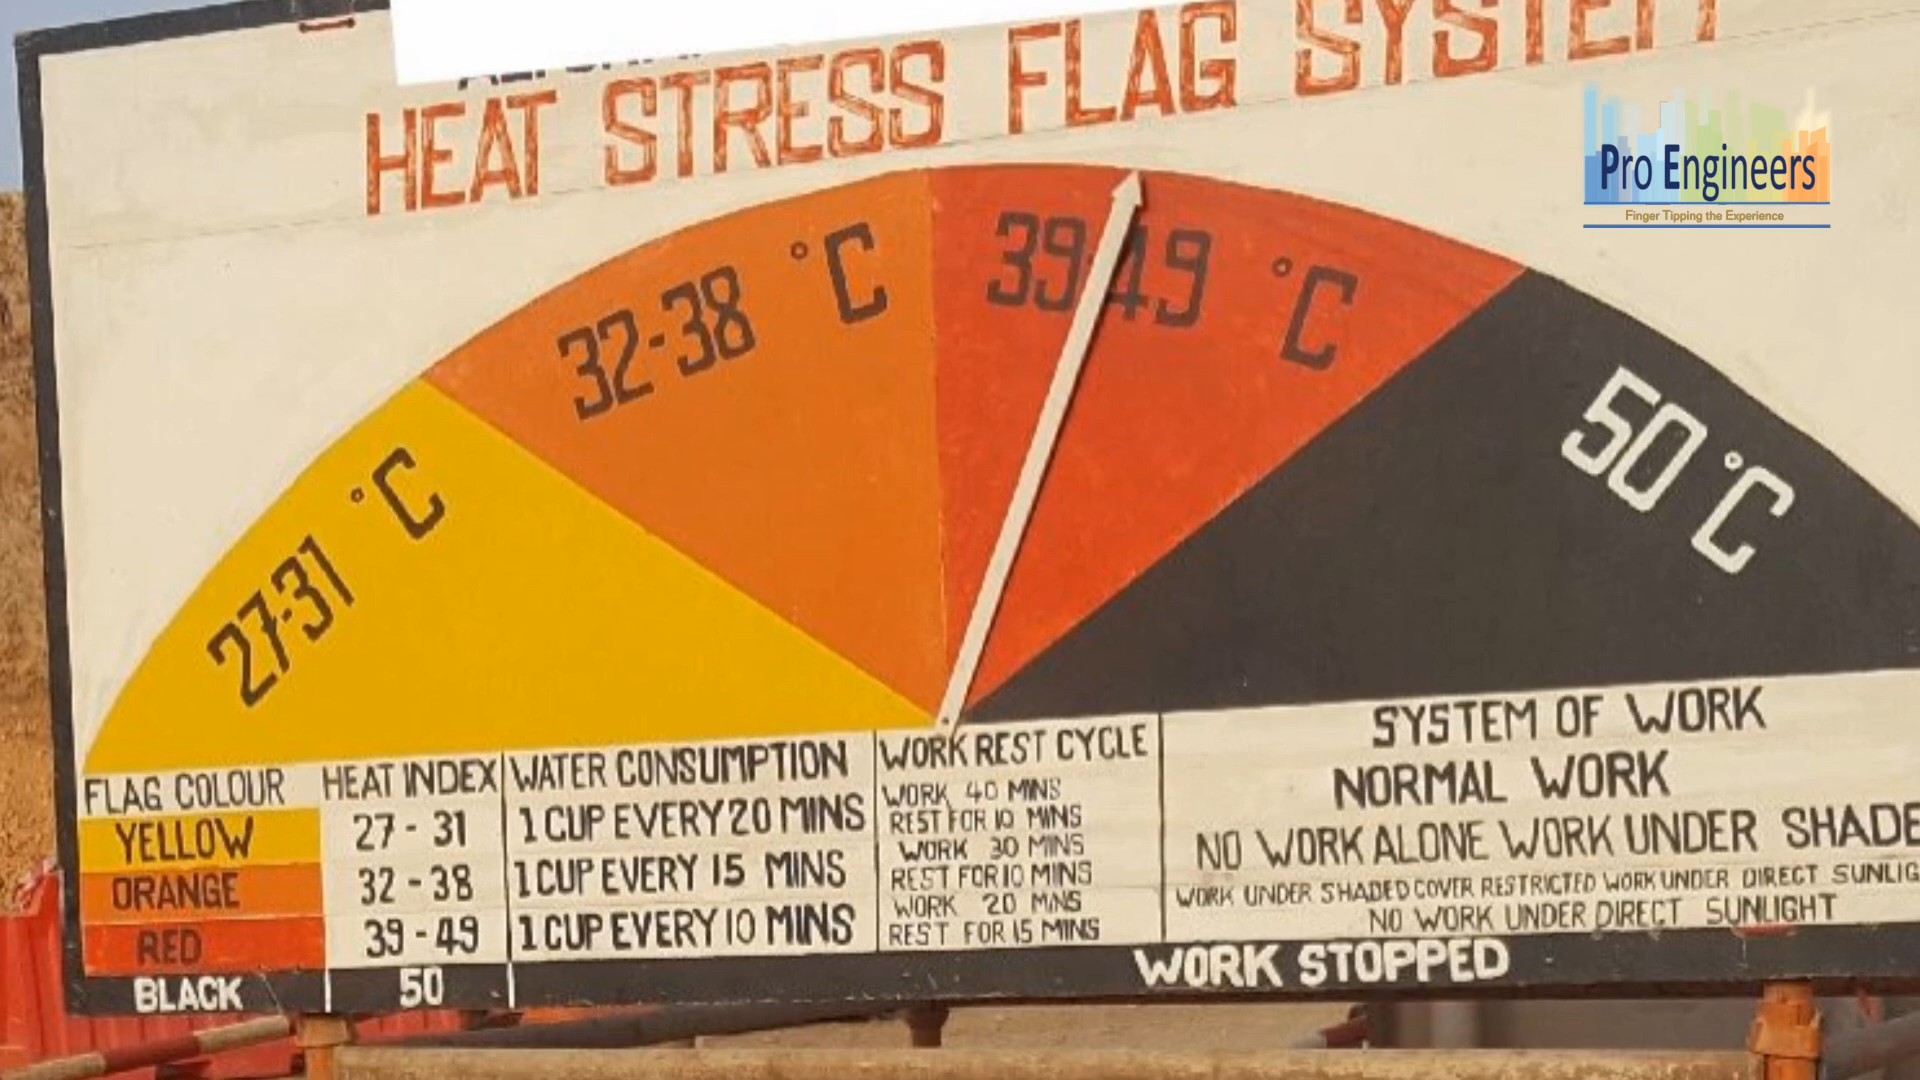 HEAT STRESS FLAG SYSTEM
Pro Engineers
Finger Tipping the Experience
27-31 °C
32-38 °C
39-49 °C
50 °C
FLAG COLOUR HEAT INDEX WATER CONSUMPTION WORK REST CYCLE SYSTEM OF WORK
YELLOW 27-31 1 CUP EVERY 20 MINS WORK 40 MINS NORMAL WORK
REST FOR 10 MINS NO WORK ALONE WORK UNDER SHADE
ORANGE 32-38 1 CUP EVERY 15 MINS WORK 30 MINS
REST FOR 10 MINS WORK UNDER SHADED COVER RESTRICTED WORK UNDER DIRECT SUNLIG
RED 39-49 1 CUP EVERY 10 MINS WORK 20 MINS NO WORK UNDER DIRECT SUNLIGHT
REST FOR 15 MINS
BLACK 50 WORK STOPPED